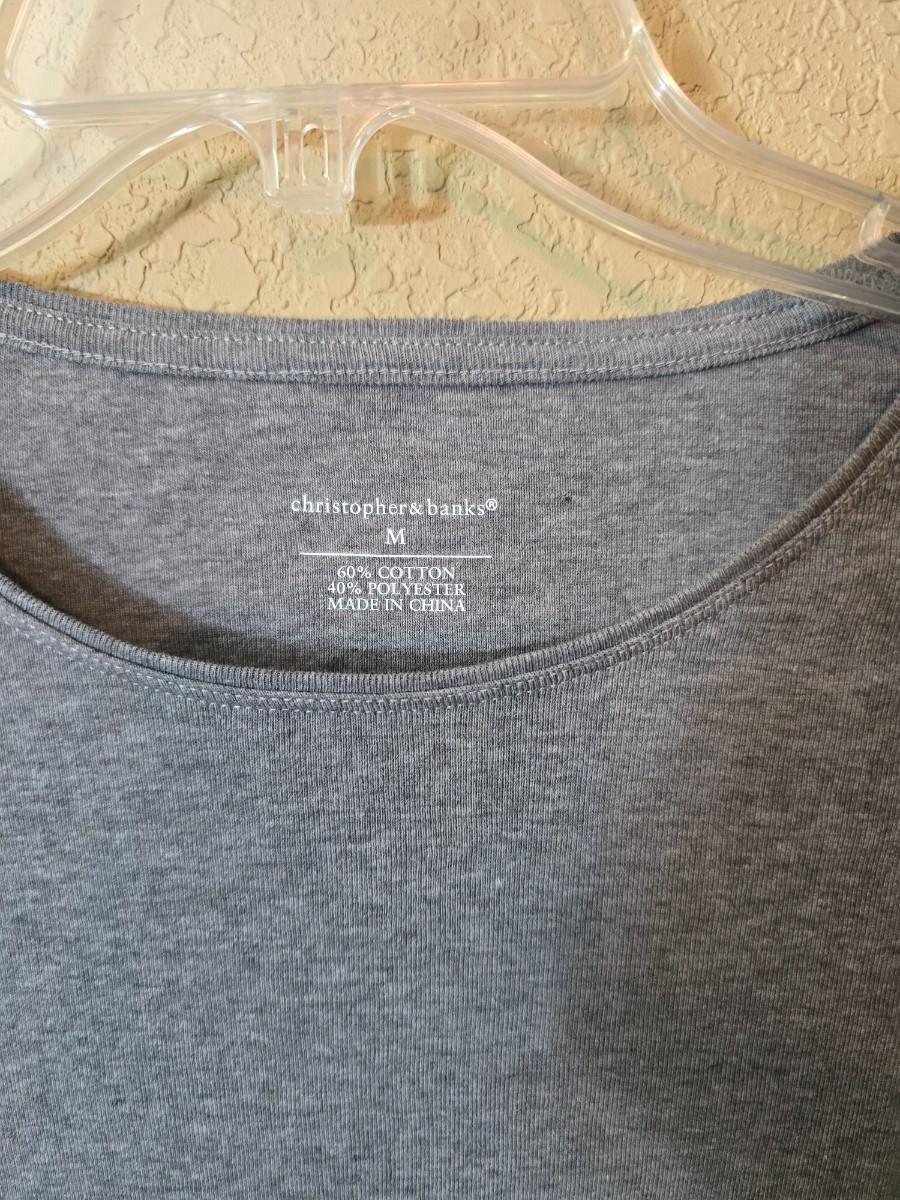 christopher & banks®
M
60% COTTON
40% POLYESTER
MADE IN CHINA